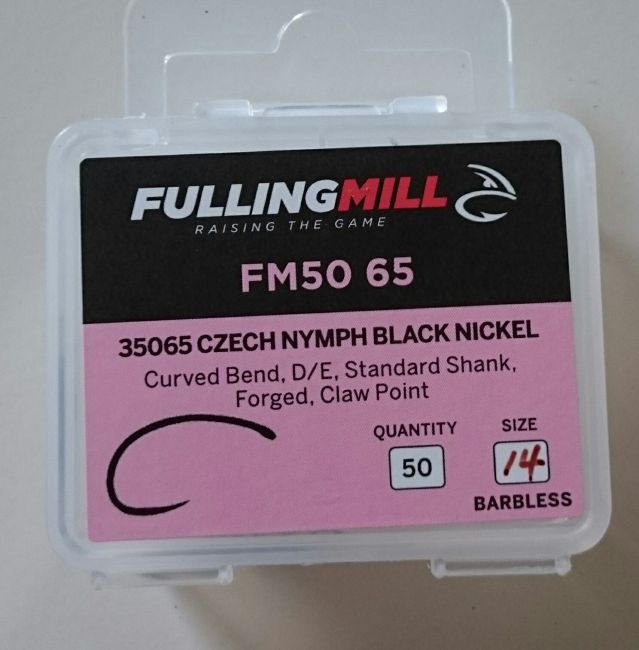 FULLINGMILL
RAISING THE GAME
FM50 65
35065 CZECH NYMPH BLACK NICKEL
Curved Bend, D/E, Standard Shank,
Forged, Claw Point
QUANTITY
50
SIZE
14
BARBLESS